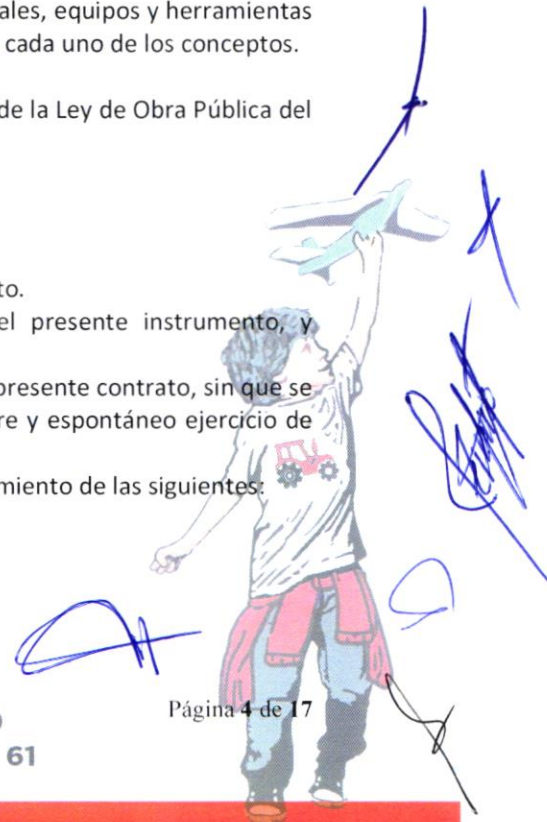 ales, equipos y herramientas
cada uno de los conceptos.
de la Ley de Obra Pública del
to.
el presente instrumento, y
presente contrato, sin que se
re y espontáneo ejercicio de
miento de las siguientes:
Página 4 de 17
61